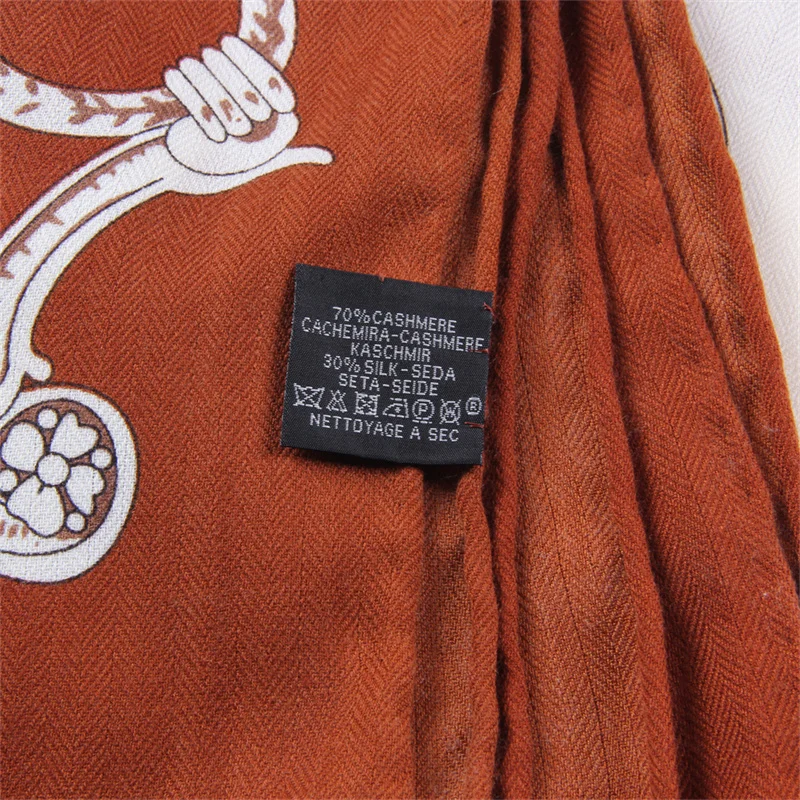 70%CASHMERE
CACHEMIRA-CASHMERE
KASCHMIR
30%SILK-SEDA
SETA-SEIDE
P W ®
NETTOYAGE A SEC